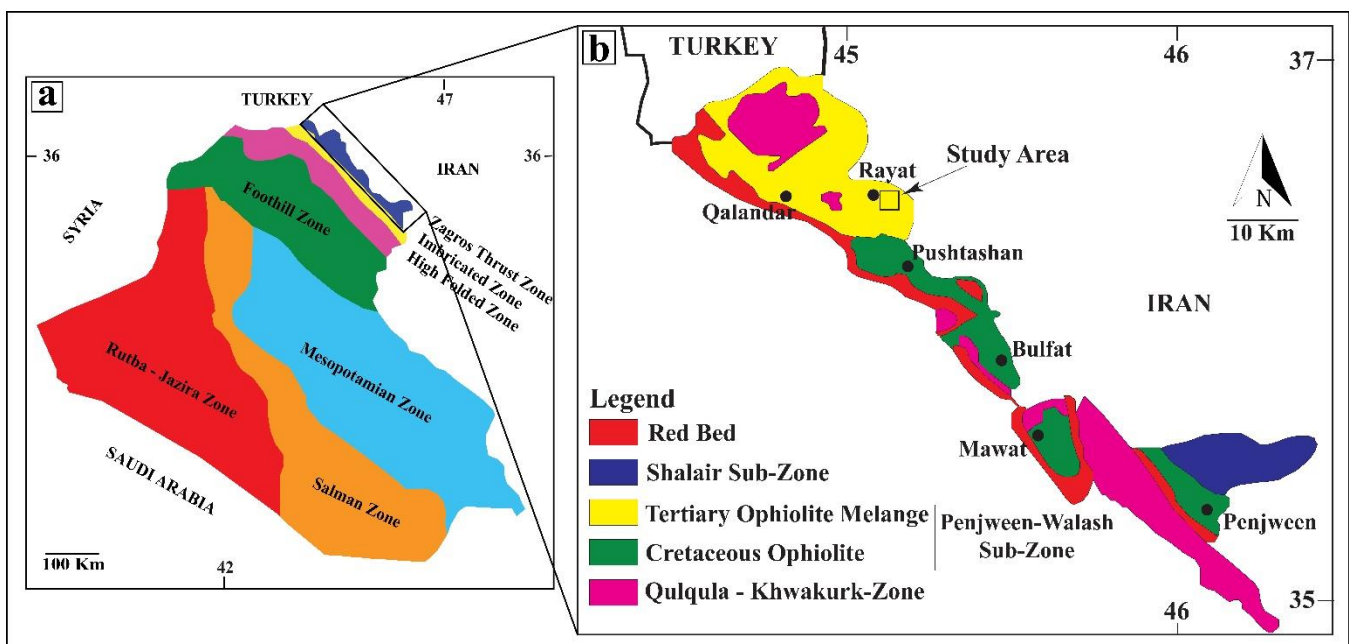 a
TURKEY
47
36
IRAN
36
SYRIA
Foothill Zone
Zagros Thrust Zone
Imbricated Zone
High Folded Zone
Rutba - Jazira Zone
Mesopotamian Zone
SAUDI ARABIA
Salman Zone
100 Km
42
b
TURKEY
45
46
37
Study Area
Rayat
Qalandar
N
10 Km
Pushtashan
IRAN
Bulfat
Legend
Red Bed
Mawat
Shalair Sub-Zone
Tertiary Ophiolite Melange
Penjween-Walash
Sub-Zone
Penjween
Cretaceous Ophiolite
Qulqula - Khwakurk-Zone
46
35